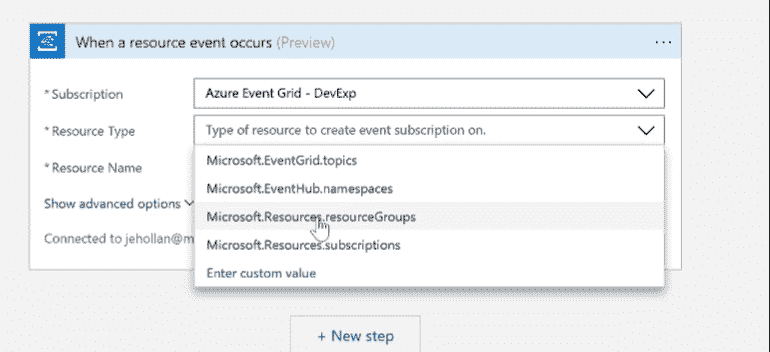 When a resource event occurs (Preview)
...
* Subscription
Azure Event Grid - DevExp
* Resource Type
Type of resource to create event subscription on.
Microsoft.EventGrid.topics
* Resource Name
Microsoft.EventHub.namespaces
Show advanced options
Microsoft.Resources.resourceGroups
Connected to jehollan@m
Microsoft.Resources.subscriptions
Enter custom value
+ New step